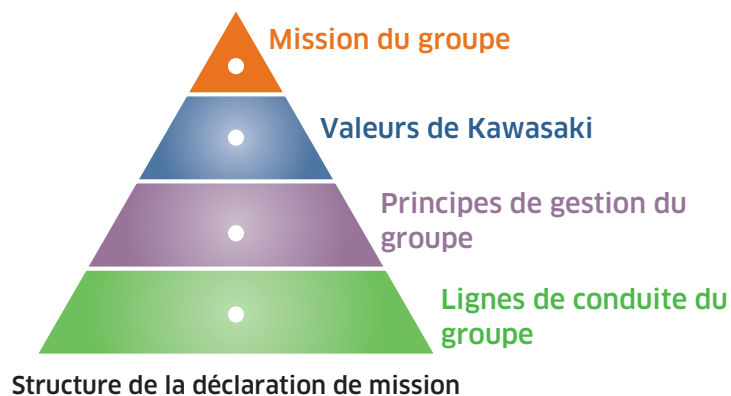 Mission du groupe
Valeurs de Kawasaki
Principes de gestion du
groupe
Lignes de conduite du
groupe
Structure de la déclaration de mission